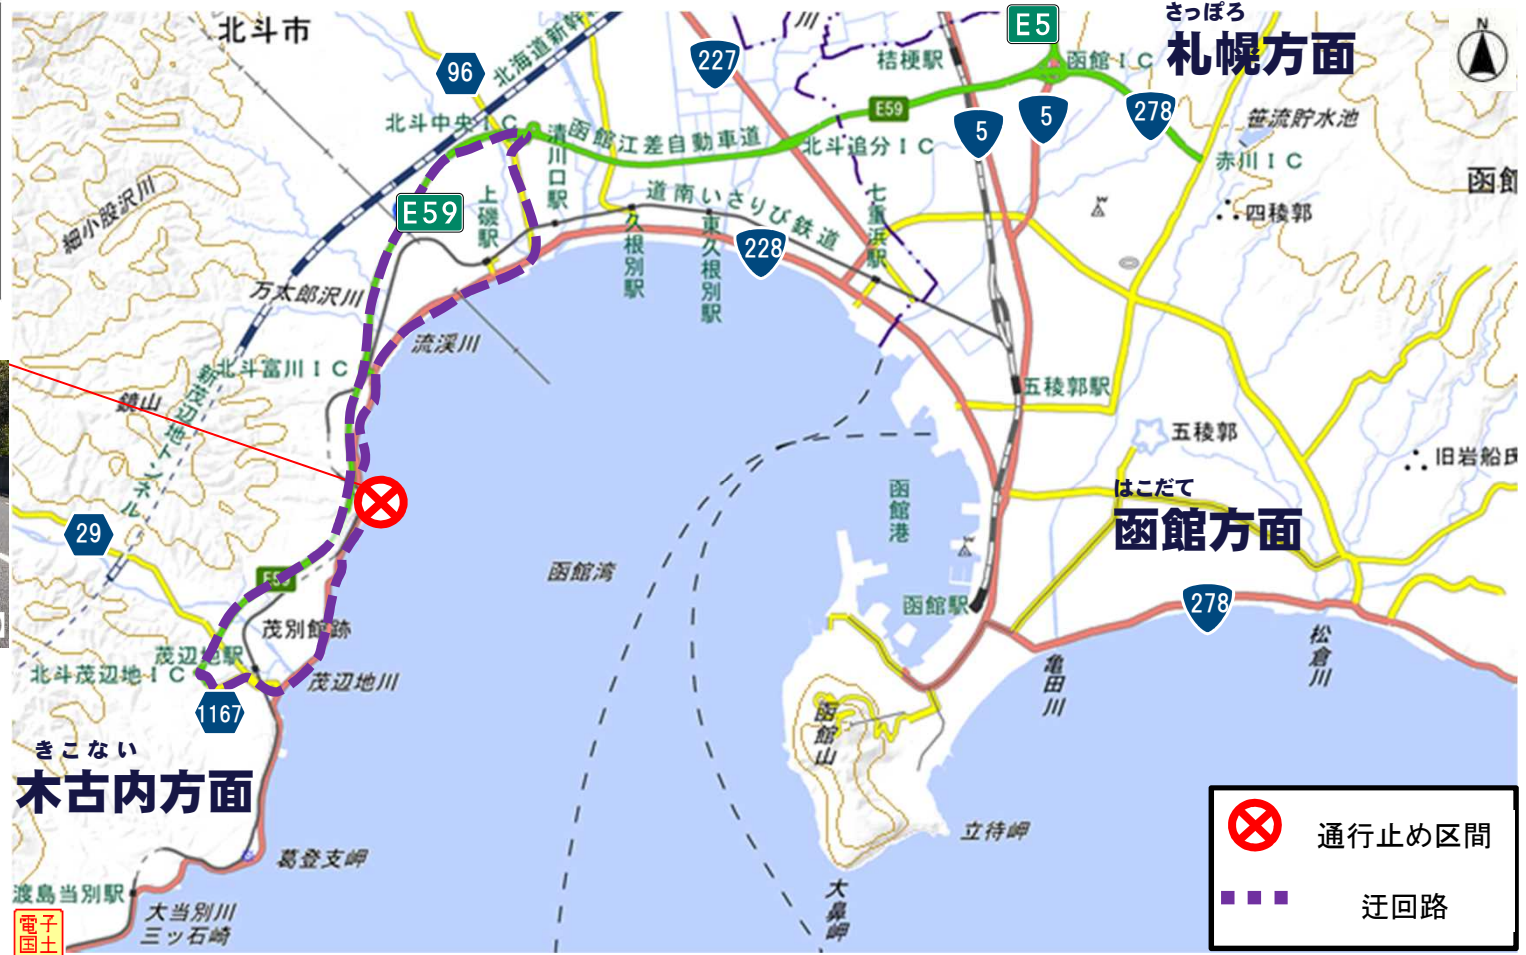 北斗市
96
北海道新幹線
227
川
桔梗駅
E5
函館IC
さっぽろ
札幌方面
N
278
笹流貯水池
赤川IC
函館
四稜郭
5
5
E59
北斗中央IC
清川口駅
函館江差自動車道
北斗追分IC
細小股沢川
E59
上磯駅
道南いさりび鉄道
七重浜駅
久根別駅
東久根別駅
228
万太郎沢川
流渓川
北斗富川IC
新茂辺地トンネル
鏡山
五稜郭駅
五稜郭
旧岩船氏
はこだて
函館方面
函館港
29
函館湾
E59
函館駅
278
茂別館跡
茂辺地駅
北斗茂辺地IC
茂辺地川
1167
亀田川
松倉川
函館山
きこない
木古内方面
立待岬
葛登支岬
渡島当別駅
大当別川
三ッ石崎
大鼻岬
電子
国土
通行止め区間
迂回路